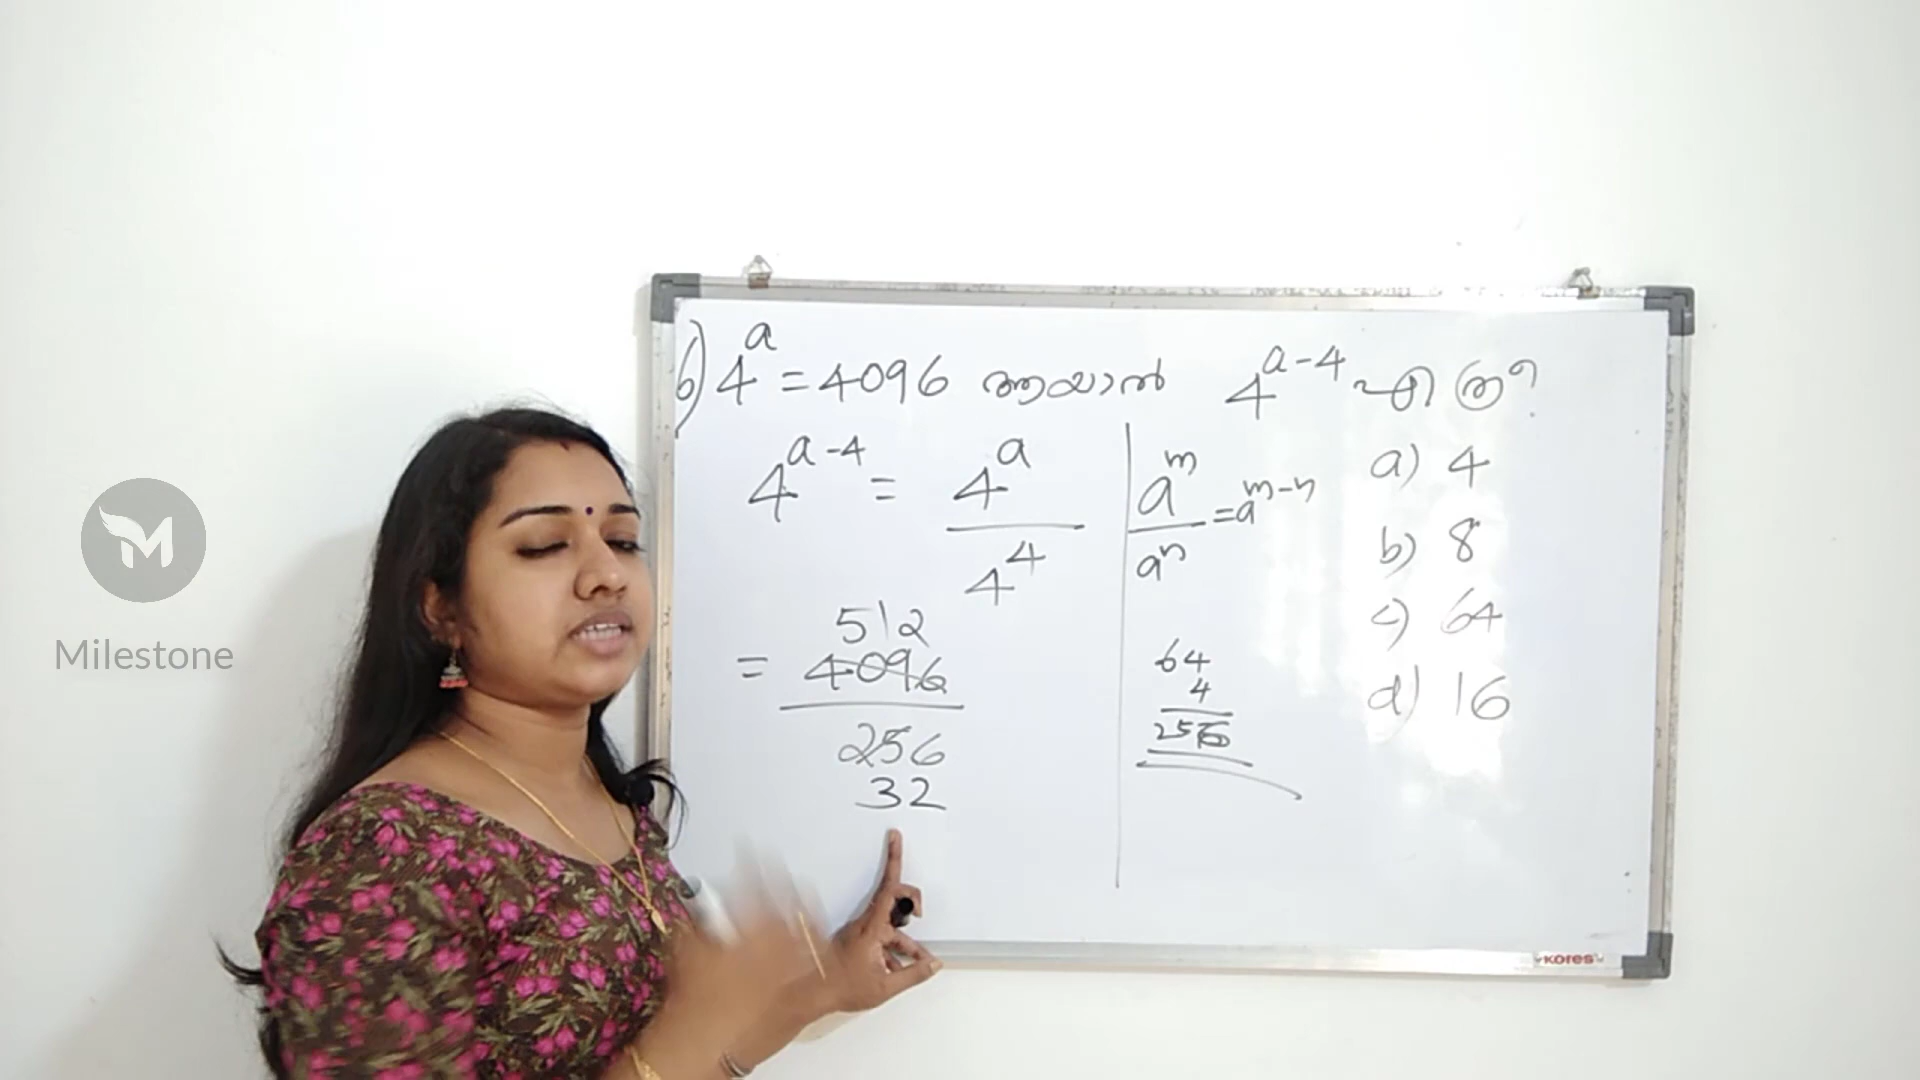 6) 4^a = 4096 ആയാൽ 4^(a-4) എത്ര?
4^(a-4) = 4^a / 4^4
a^m / a^n = a^(m-n)
512
= 4096
256
32
64
4
256
a) 4
b) 8
c) 64
d) 16
KORES
M
Milestone